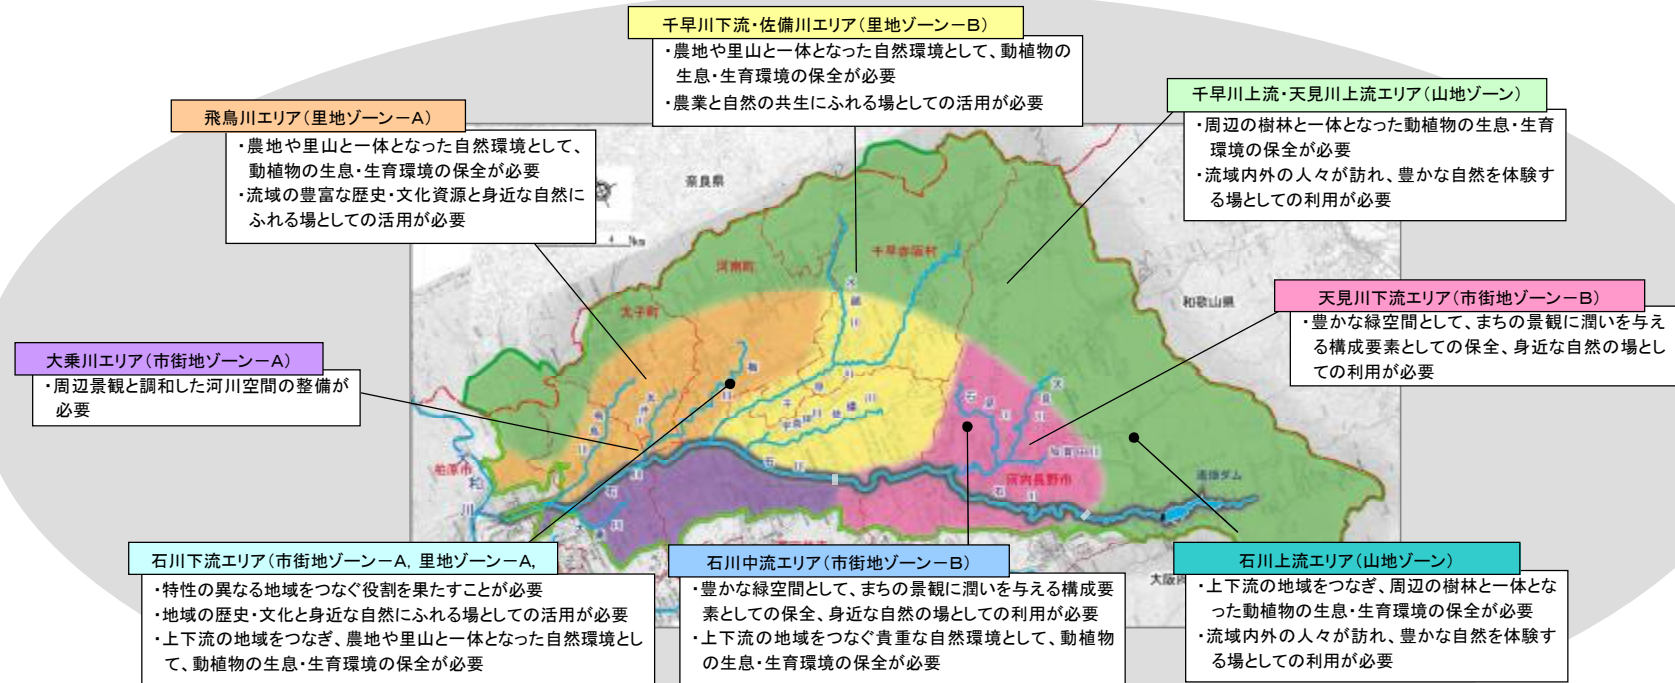 千早川下流・佐備川エリア（里地ゾーン－B）
・農地や里山と一体となった自然環境として、動植物の
生息・生育環境の保全が必要
・農業と自然の共生にふれる場としての活用が必要
千早川上流・天見川上流エリア（山地ゾーン）
・周辺の樹林と一体となった動植物の生息・生育
環境の保全が必要
・流域内外の人々が訪れ、豊かな自然を体験す
る場としての利用が必要
飛鳥川エリア（里地ゾーン－A）
・農地や里山と一体となった自然環境として、
動植物の生息・生育環境の保全が必要
・流域の豊富な歴史・文化資源と身近な自然に
ふれる場としての活用が必要
天見川下流エリア（市街地ゾーン－B）
・豊かな緑空間として、まちの景観に潤いを与え
る構成要素としての保全、身近な自然の場とし
ての利用が必要
大乗川エリア（市街地ゾーン－A）
・周辺景観と調和した河川空間の整備が
必要
奈良県
千早赤阪村
河南町
太子町
和歌山県
柏原市
河内長野市
石川
石川下流エリア（市街地ゾーン－A, 里地ゾーン－A,
・特性の異なる地域をつなぐ役割を果たすことが必要
・地域の歴史・文化と身近な自然にふれる場としての活用が必要
・上下流の地域をつなぎ、農地や里山と一体となった自然環境とし
て、動植物の生息・生育環境の保全が必要
石川中流エリア（市街地ゾーン－B）
・豊かな緑空間として、まちの景観に潤いを与える構成要
素としての保全、身近な自然の場としての利用が必要
・上下流の地域をつなぐ貴重な自然環境として、動植物
の生息・生育環境の保全が必要
石川上流エリア（山地ゾーン）
・上下流の地域をつなぎ、周辺の樹林と一体とな
った動植物の生息・生育環境の保全が必要
・流域内外の人々が訪れ、豊かな自然を体験す
る場としての利用が必要